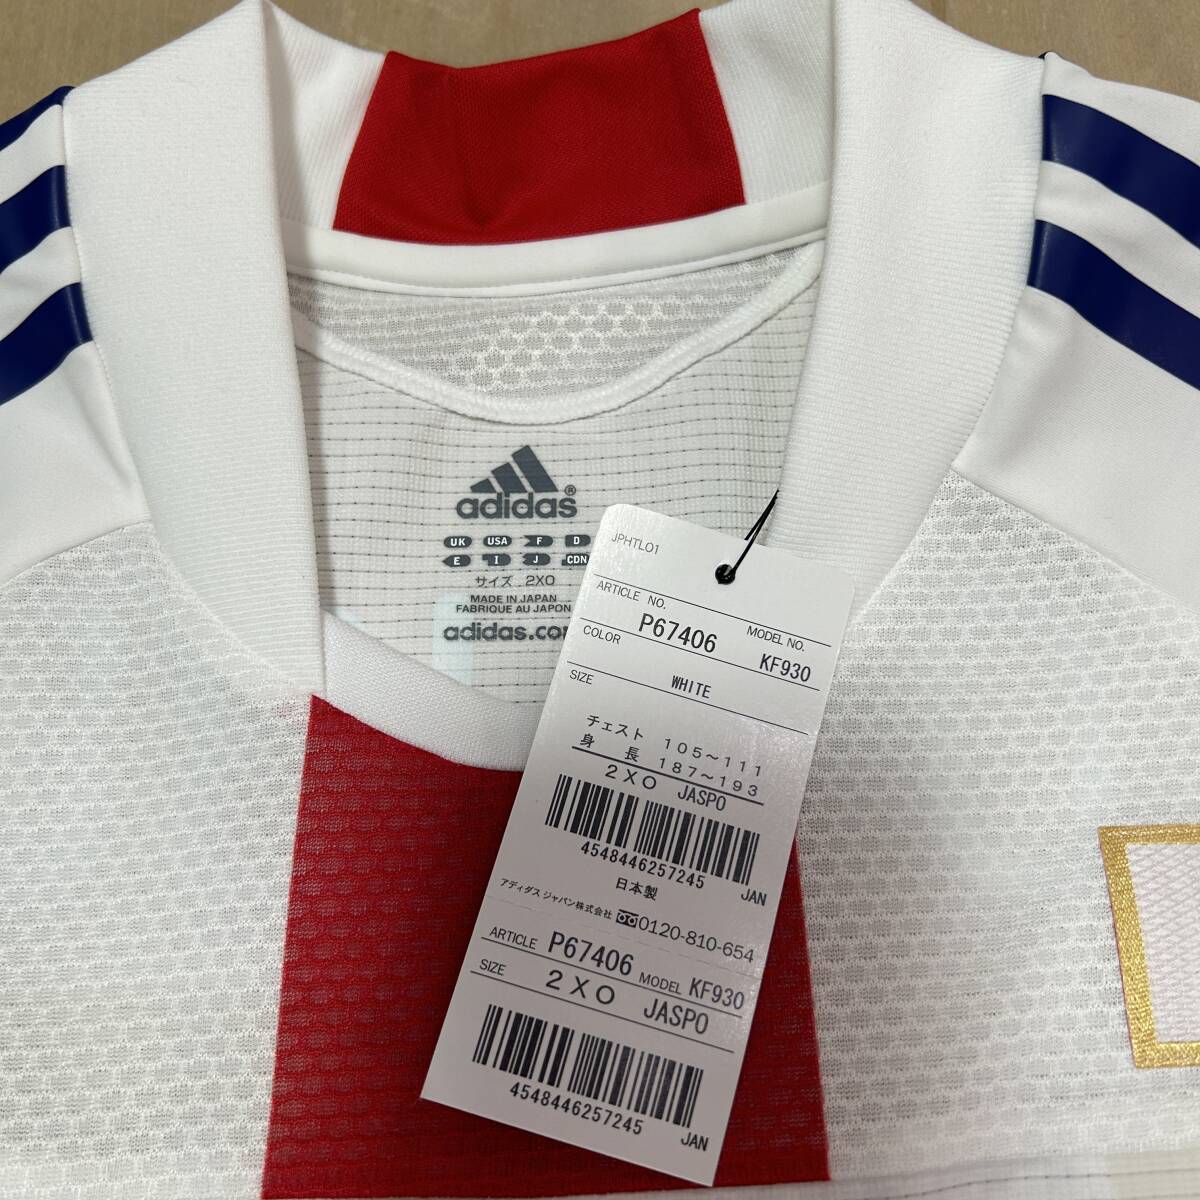 adidas®
UK USA F D
E I J CDN
サイズ 2XO
MADE IN JAPAN
FABRIQUE AU JAPON
adidas.co
JPHTL01
ARTICLE NO. P67406
MODEL NO. KF930
COLOR WHITE
SIZE
チェスト 105~111
身 長 187~193
2XO JASPO
4548446257245 JAN
日本製
アディダス ジャパン株式会社 0120-810-654
ARTICLE P67406 MODEL KF930
SIZE 2XO JASPO
4548446257245 JAN